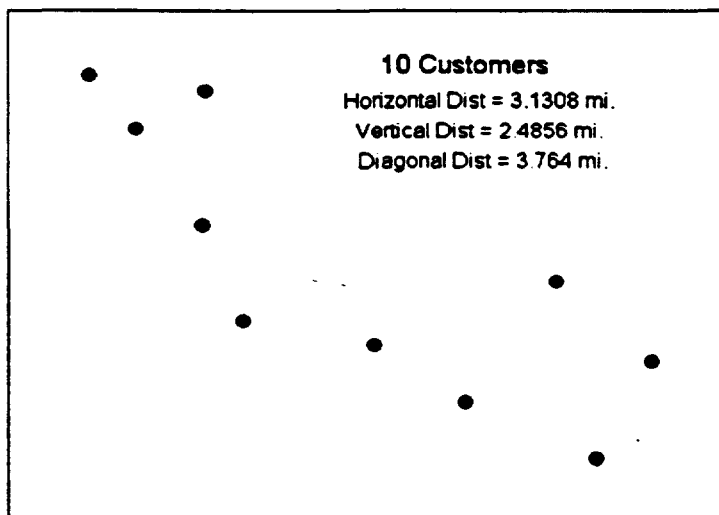 10 Customers
Horizontal Dist = 3.1308 mi.
Vertical Dist = 2.4856 mi.
Diagonal Dist = 3.764 mi.